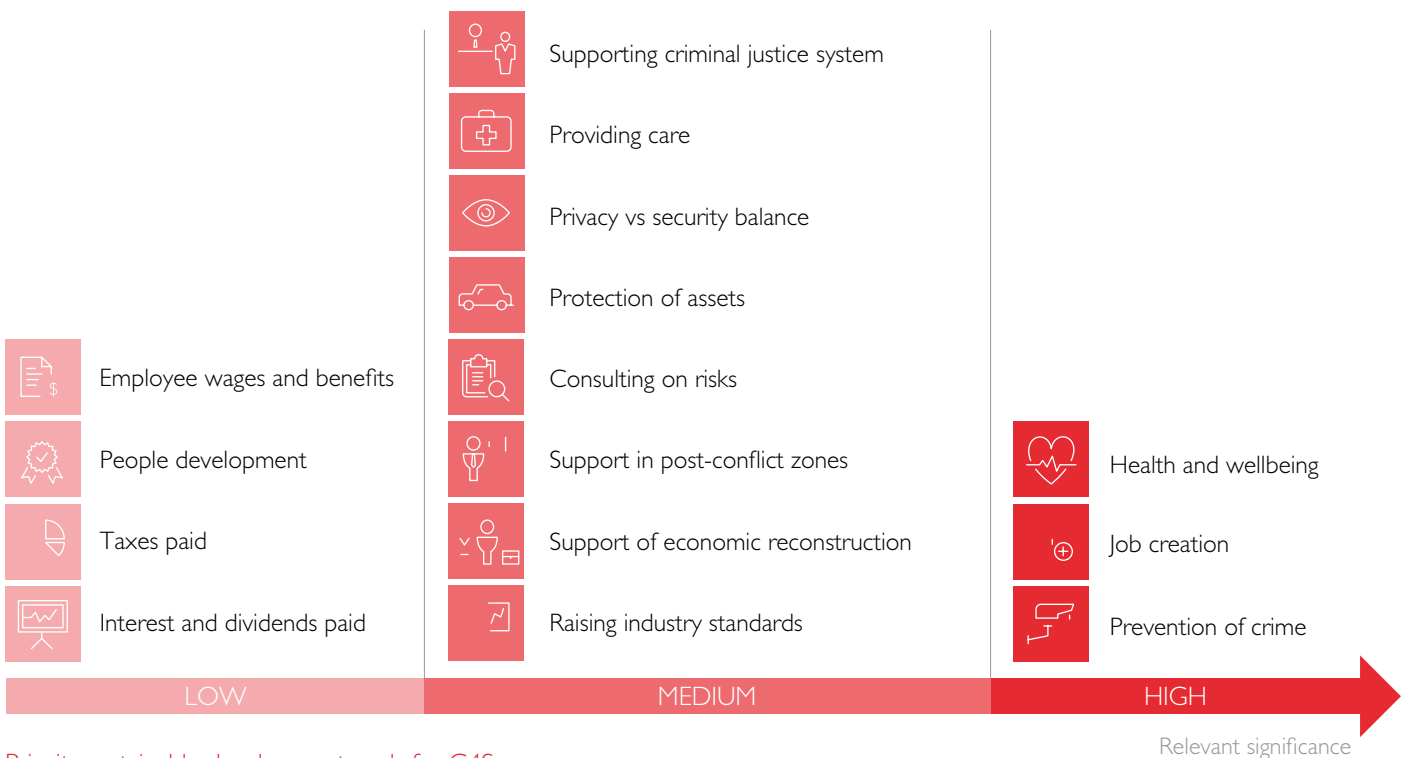 Supporting criminal justice system
Providing care
Privacy vs security balance
Protection of assets
Employee wages and benefits
Consulting on risks
People development
Support in post-conflict zones
Health and wellbeing
Taxes paid
Support of economic reconstruction
Job creation
Interest and dividends paid
Raising industry standards
Prevention of crime
LOW
MEDIUM
HIGH
Relevant significance